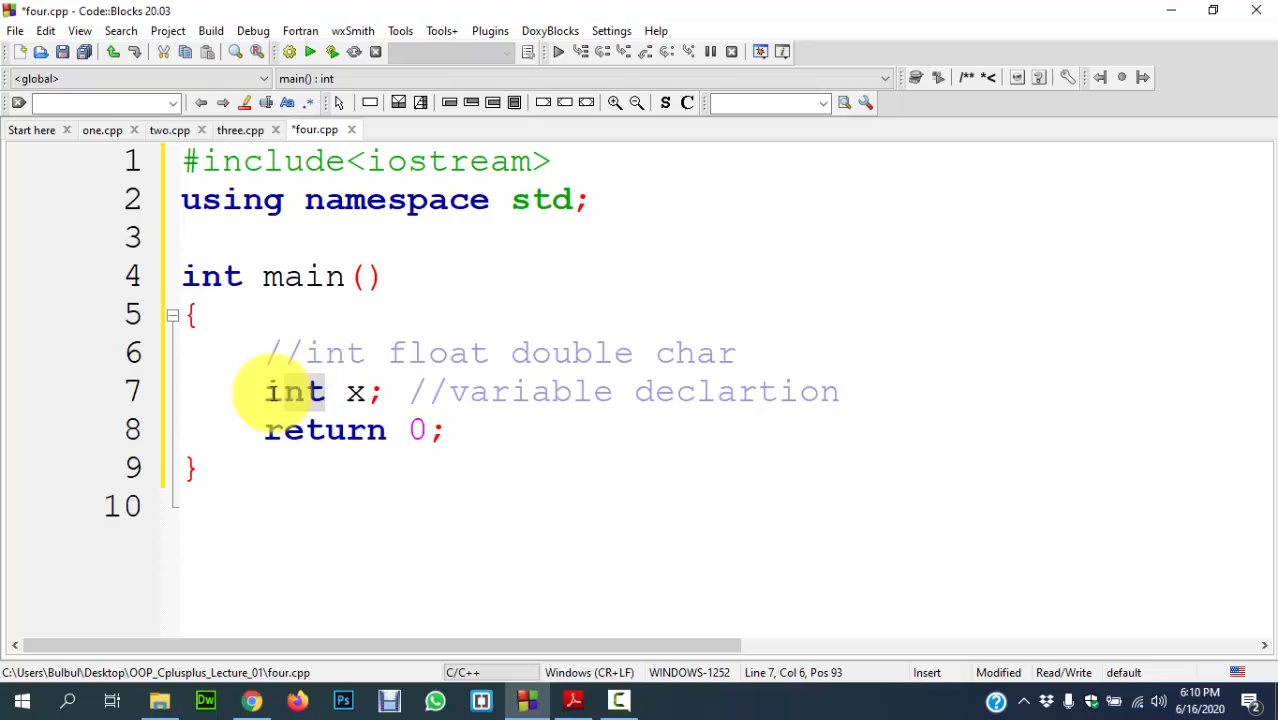 *four.cpp - Code::Blocks 20.03
File Edit View Search Project Build Debug Fortran wxSmith Tools Tools+ Plugins DoxyBlocks Settings Help
<global> main() : int /** *<
.* S C
Start here one.cpp two.cpp three.cpp *four.cpp
1 #include<iostream>
2 using namespace std;
3
4 int main()
5 {
6 //int float double char
7 int x; //variable declartion
8 return 0;
9 }
10
C:\Users\Bulbul\Desktop\OOP_Cplusplus_Lecture_01\four.cpp C/C++ Windows (CR+LF) WINDOWS-1252 Line 7, Col 6, Pos 93 Insert Modified Read/Write default
Dw Ps 6:10 PM
6/16/2020 2